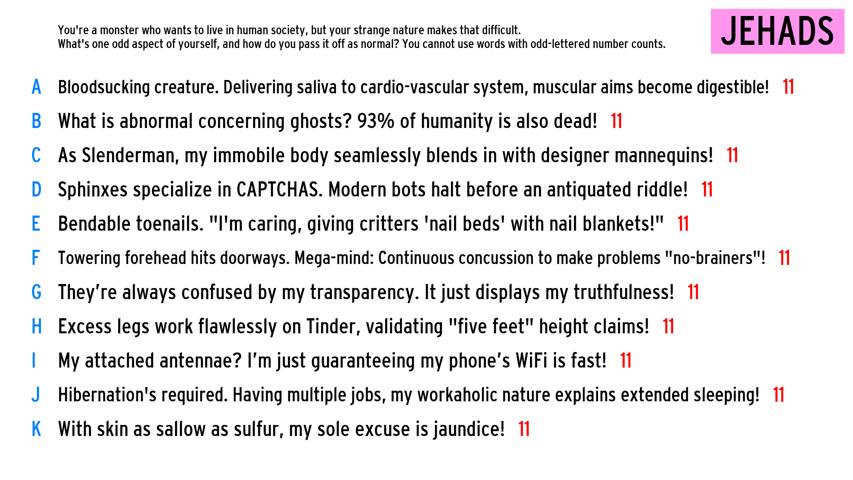 You're a monster who wants to live in human society, but your strange nature makes that difficult.
What's one odd aspect of yourself, and how do you pass it off as normal? You cannot use words with odd-lettered number counts.
JEHADS
A Bloodsucking creature. Delivering saliva to cardio-vascular system, muscular aims become digestible! 11
B What is abnormal concerning ghosts? 93% of humanity is also dead! 11
C As Slenderman, my immobile body seamlessly blends in with designer mannequins! 11
D Sphinxes specialize in CAPTCHAS. Modern bots halt before an antiquated riddle! 11
E Bendable toenails. "I'm caring, giving critters 'nail beds' with nail blankets!" 11
F Towering forehead hits doorways. Mega-mind: Continuous concussion to make problems "no-brainers"! 11
G They're always confused by my transparency. It just displays my truthfulness! 11
H Excess legs work flawlessly on Tinder, validating "five feet" height claims! 11
I My attached antennae? I'm just guaranteeing my phone's WiFi is fast! 11
J Hibernation's required. Having multiple jobs, my workaholic nature explains extended sleeping! 11
K With skin as sallow as sulfur, my sole excuse is jaundice! 11